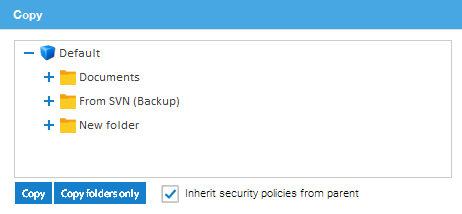 Copy
Default
Documents
From SVN (Backup)
New folder
Copy Copy folders only Inherit security policies from parent